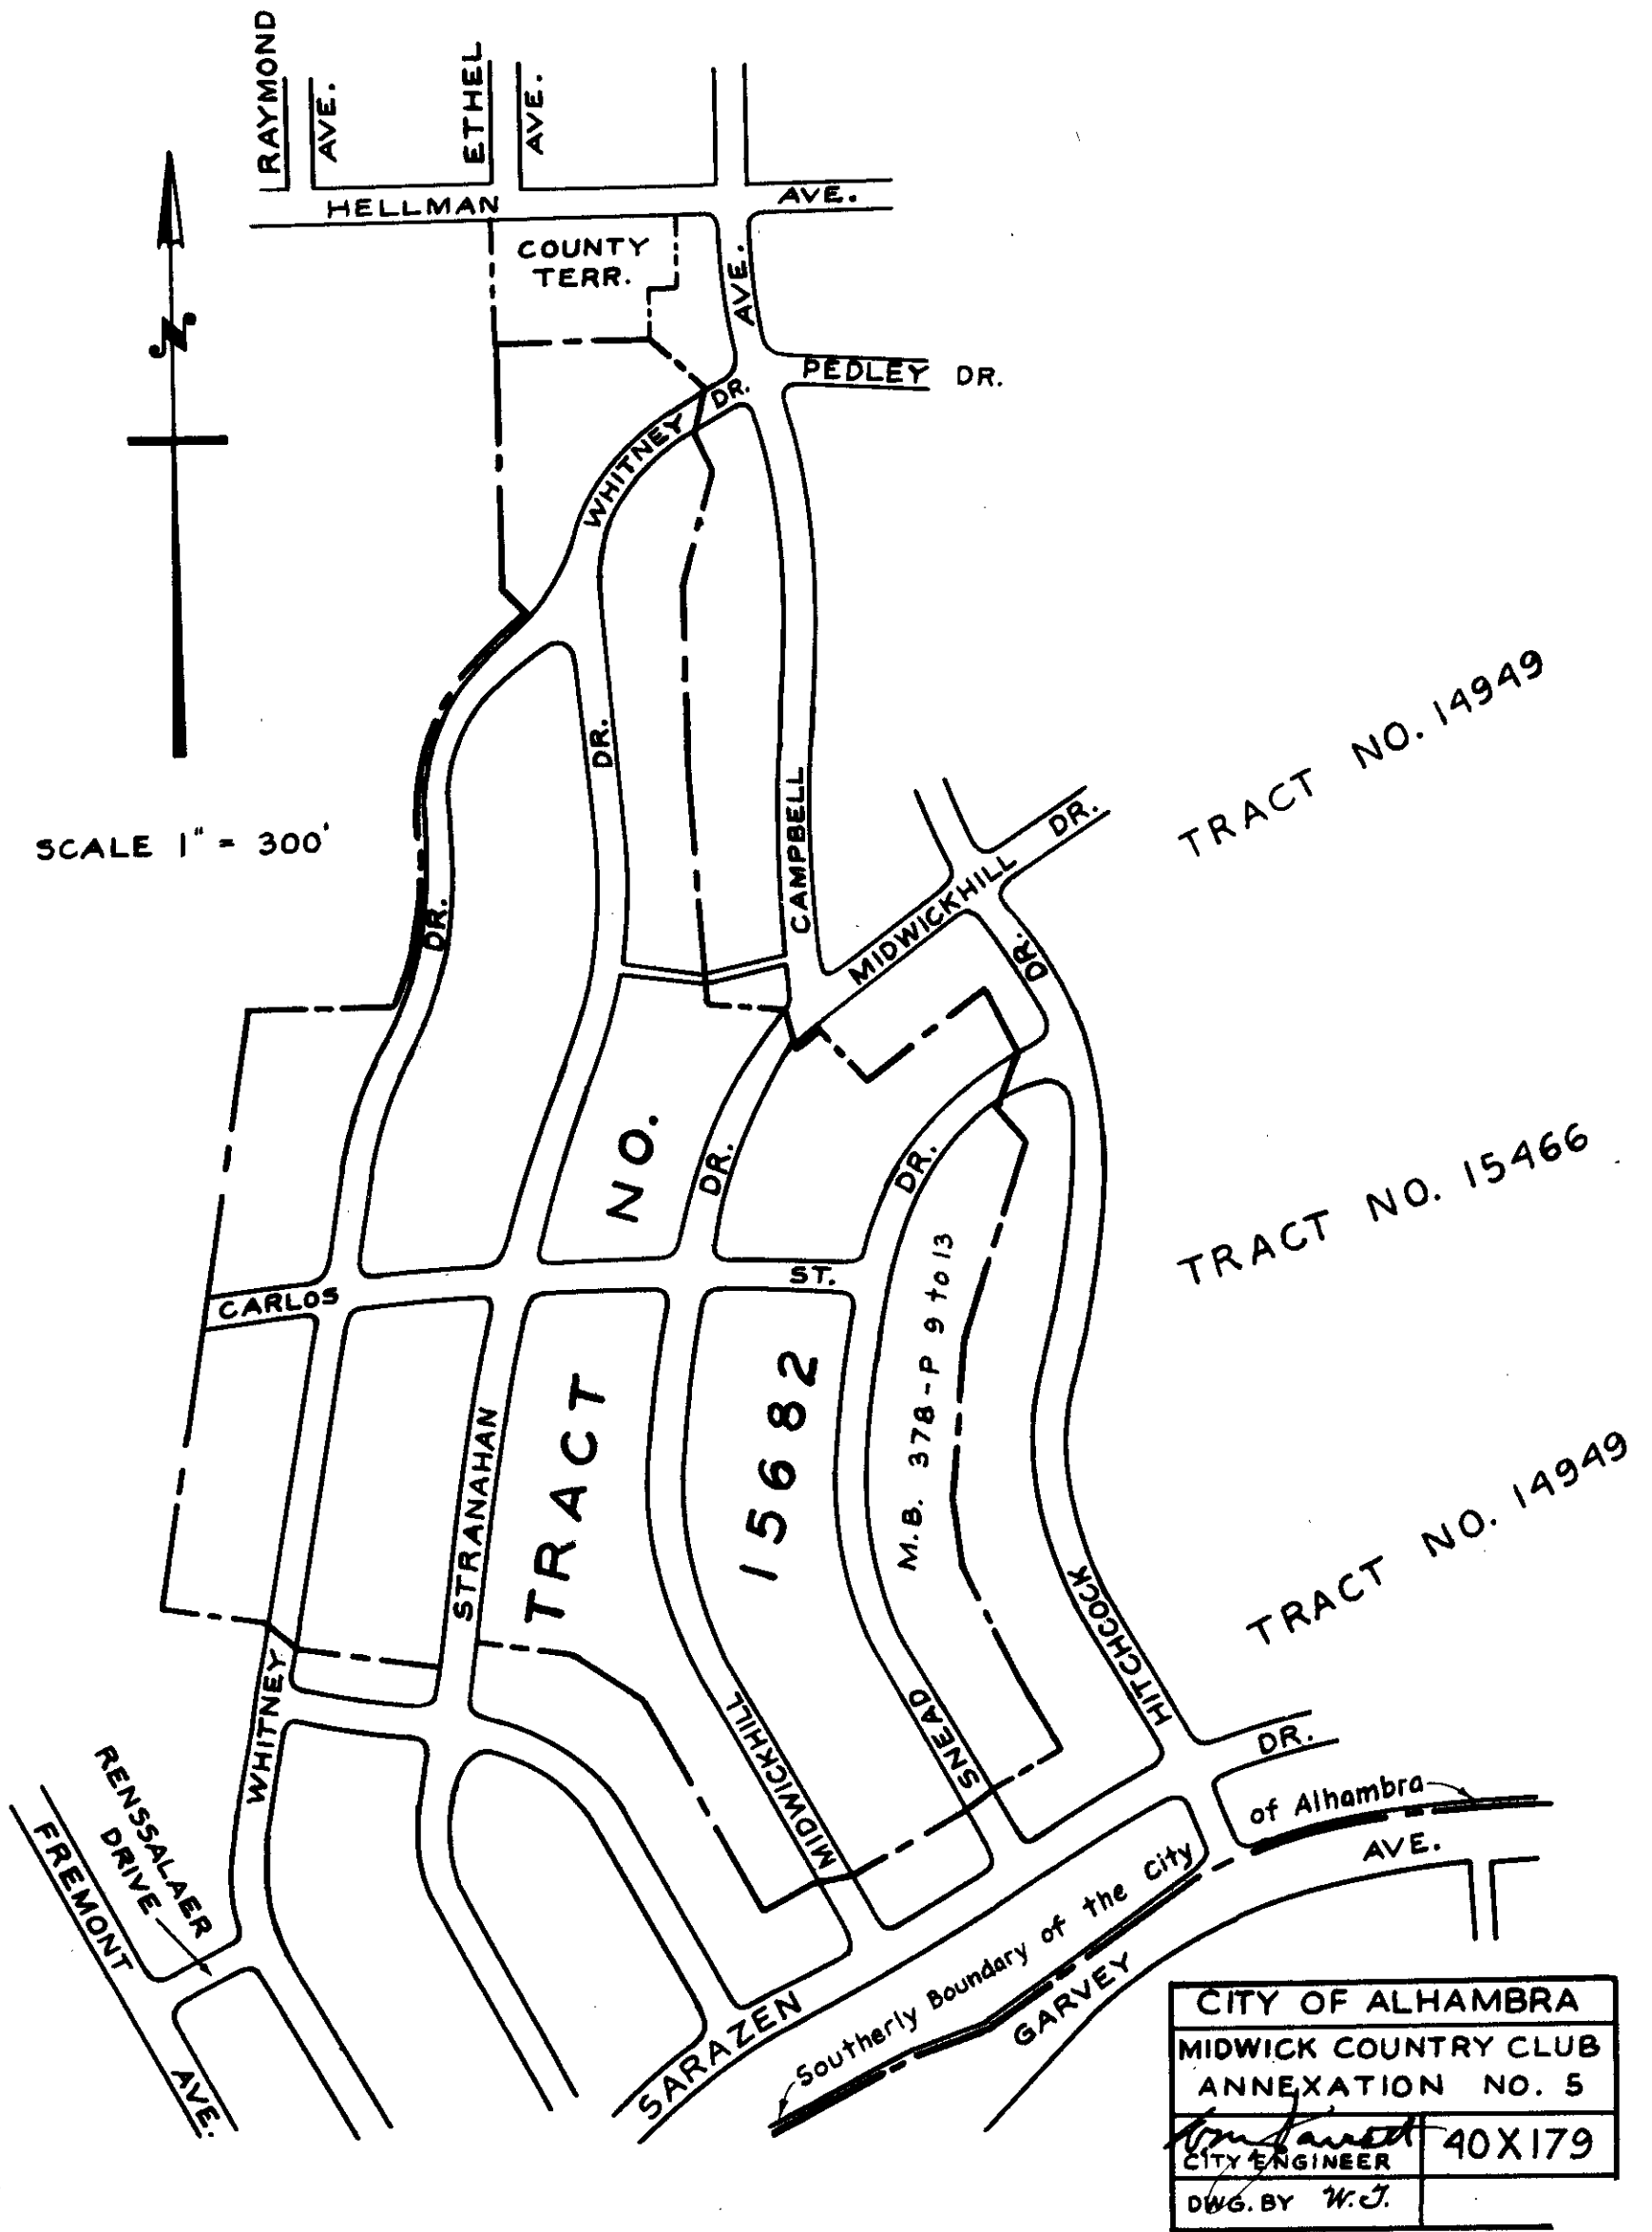 RAYMOND
AVE.
ETHEL
AVE.
HELLMAN
AVE.
COUNTY
TERR.
AVE.
N
PEDLEY DR.
WHITNEY DR.
SCALE 1" = 300'
DR.
DR.
CAMPBELL
MIDWICKHILL DR.
DR.
TRACT NO. 14949
NO.
DR.
DR.
TRACT NO. 15466
CARLOS
ST.
M.B. 378-P 9 to 13
STRANAHAN
TRACT
15682
TRACT NO. 14949
HITCHCOCK
DR.
WHITNEY
MIDWICKHILL
SNEAD
RENSSALAER
DRIVE
FREMONT
AVE.
SARAZEN
Southerly Boundary of the City
of Alhambra
GARVEY
AVE.
CITY OF ALHAMBRA
MIDWICK COUNTRY CLUB
ANNEXATION NO. 5
CITY ENGINEER
40X179
DWG. BY W.J.